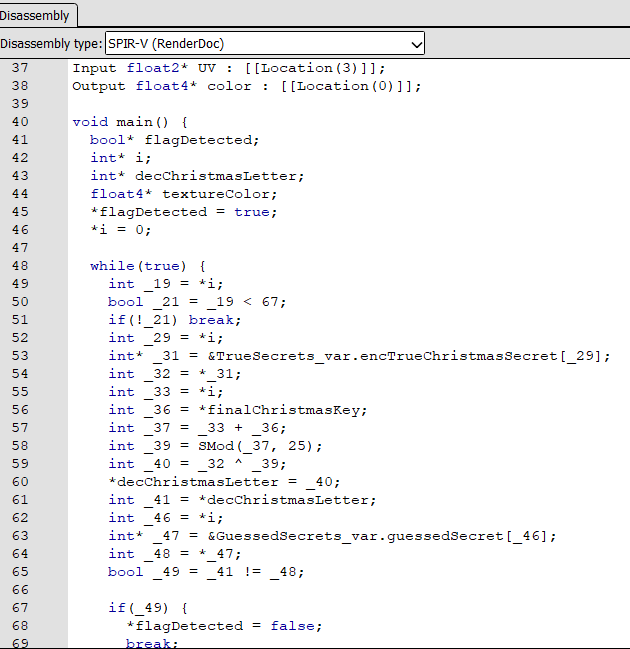 Disassembly
Disassembly type: SPIR-V (RenderDoc)
37 Input float2* UV : [[Location(3)]];
38 Output float4* color : [[Location(0)]];
39
40 void main() {
41 bool* flagDetected;
42 int* i;
43 int* decChristmasLetter;
44 float4* textureColor;
45 *flagDetected = true;
46 *i = 0;
47
48 while(true) {
49 int _19 = *i;
50 bool _21 = _19 < 67;
51 if(!_21) break;
52 int _29 = *i;
53 int* _31 = &TrueSecrets_var.encTrueChristmasSecret[_29];
54 int _32 = *_31;
55 int _33 = *i;
56 int _36 = *finalChristmasKey;
57 int _37 = _33 + _36;
58 int _39 = SMod(_37, 25);
59 int _40 = _32 ^ _39;
60 *decChristmasLetter = _40;
61 int _41 = *decChristmasLetter;
62 int _46 = *i;
63 int* _47 = &GuessedSecrets_var.guessedSecret[_46];
64 int _48 = *_47;
65 bool _49 = _41 != _48;
66
67 if(_49) {
68 *flagDetected = false;
69 break;